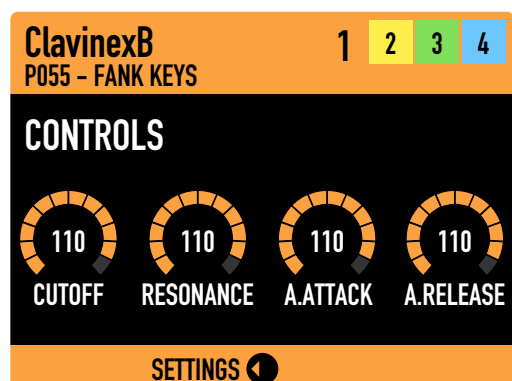 ClavinexB
P055 - FANK KEYS
1 2 3 4
CONTROLS
110 110 110 110
CUTOFF RESONANCE A.ATTACK A.RELEASE
SETTINGS